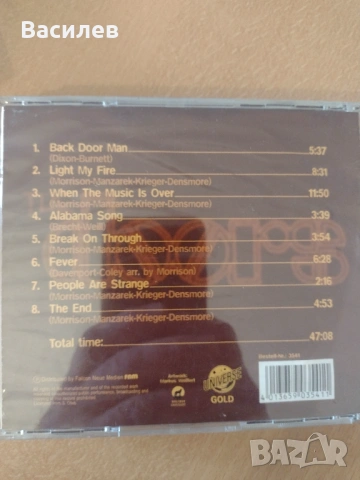 Василев
1. Back Door Man 5:37
(Dixon-Burnett)
2. Light My Fire 8:31
(Morrison-Manzarek-Krieger-Densmore)
3. When The Music Is Over 11:50
(Morrison-Manzarek-Krieger-Densmore)
4. Alabama Song 3:39
(Brecht-Weill)
5. Break On Through 3:54
(Morrison-Manzarek-Krieger-Densmore)
6. Fever 6:28
(Davenport-Coley arr. by Morrison)
7. People Are Strange 2:16
(Morrison-Manzarek-Krieger-Densmore)
8. The End 4:53
(Morrison-Manzarek-Krieger-Densmore)
Total time: 47:08
UNIVERSE
GOLD
BAZAR